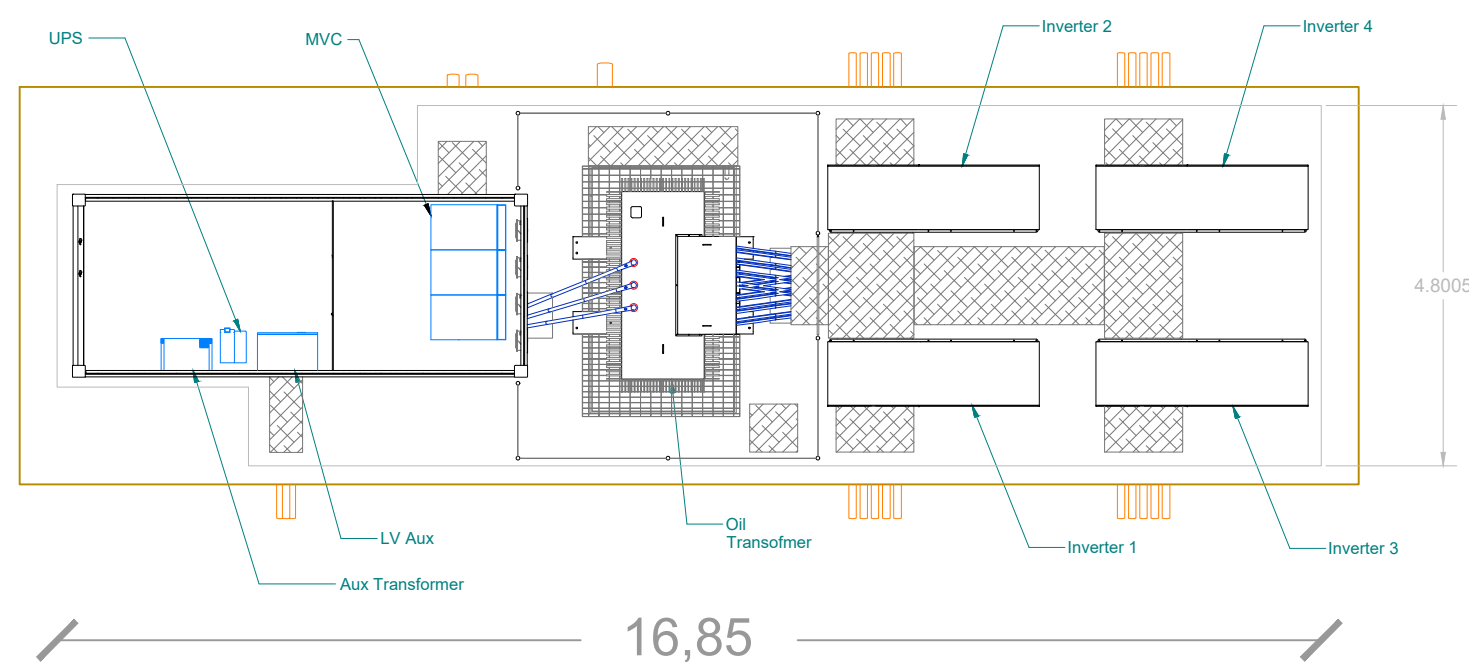 Inverter 2
Inverter 4
UPS
MVC
4.8005
Oil
Transofmer
LV Aux
Inverter 1
Inverter 3
Aux Transformer
16,85